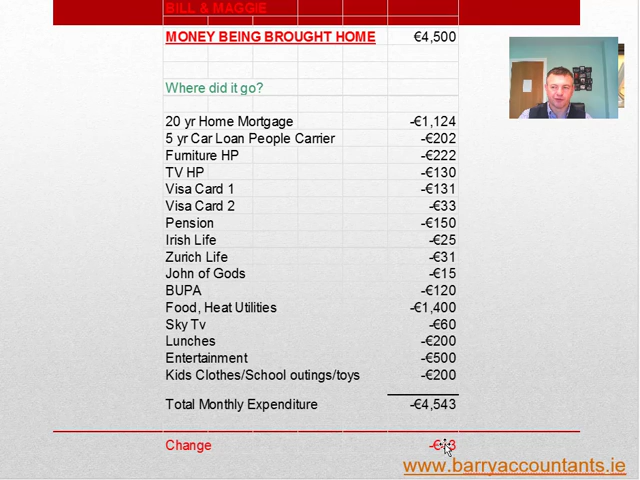 BILL & MAGGIE
MONEY BEING BROUGHT HOME €4,500
Where did it go?
20 yr Home Mortgage -€1,124
5 yr Car Loan People Carrier -€202
Furniture HP -€222
TV HP -€130
Visa Card 1 -€131
Visa Card 2 -€33
Pension -€150
Irish Life -€25
Zurich Life -€31
John of Gods -€15
BUPA -€120
Food, Heat Utilities -€1,400
Sky Tv -€60
Lunches -€200
Entertainment -€500
Kids Clothes/School outings/toys -€200
Total Monthly Expenditure -€4,543
Change
www.barryaccountants.ie